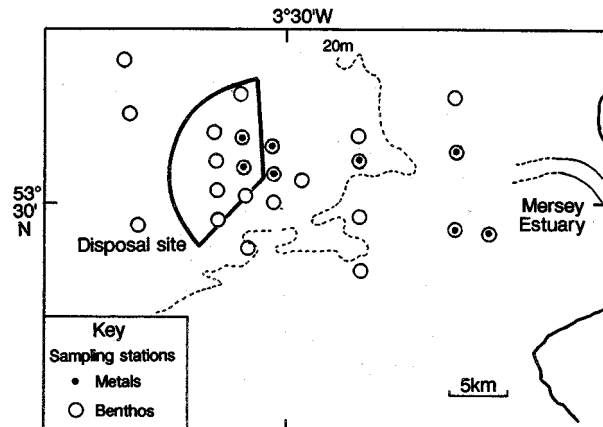 3°30'W
20m
53°
30'
N
Disposal site
Mersey
Estuary
Key
Sampling stations
Metals
Benthos
5km